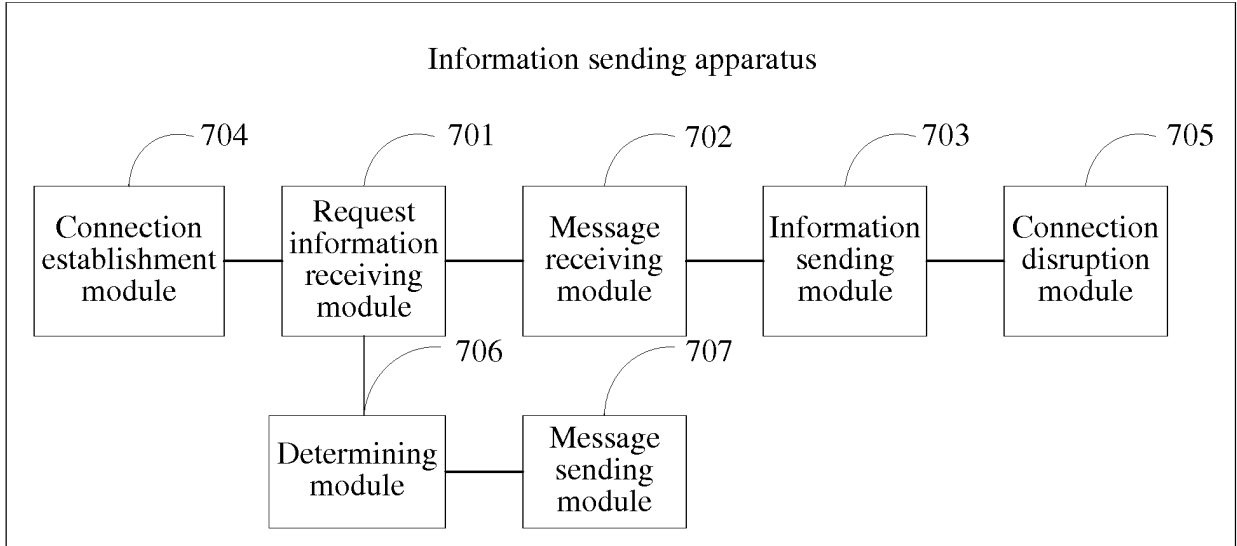 Information sending apparatus
704
701
702
703
705
Connection
establishment
module
Request
information
receiving
module
Message
receiving
module
Information
sending
module
Connection
disruption
module
706
707
Determining
module
Message
sending
module